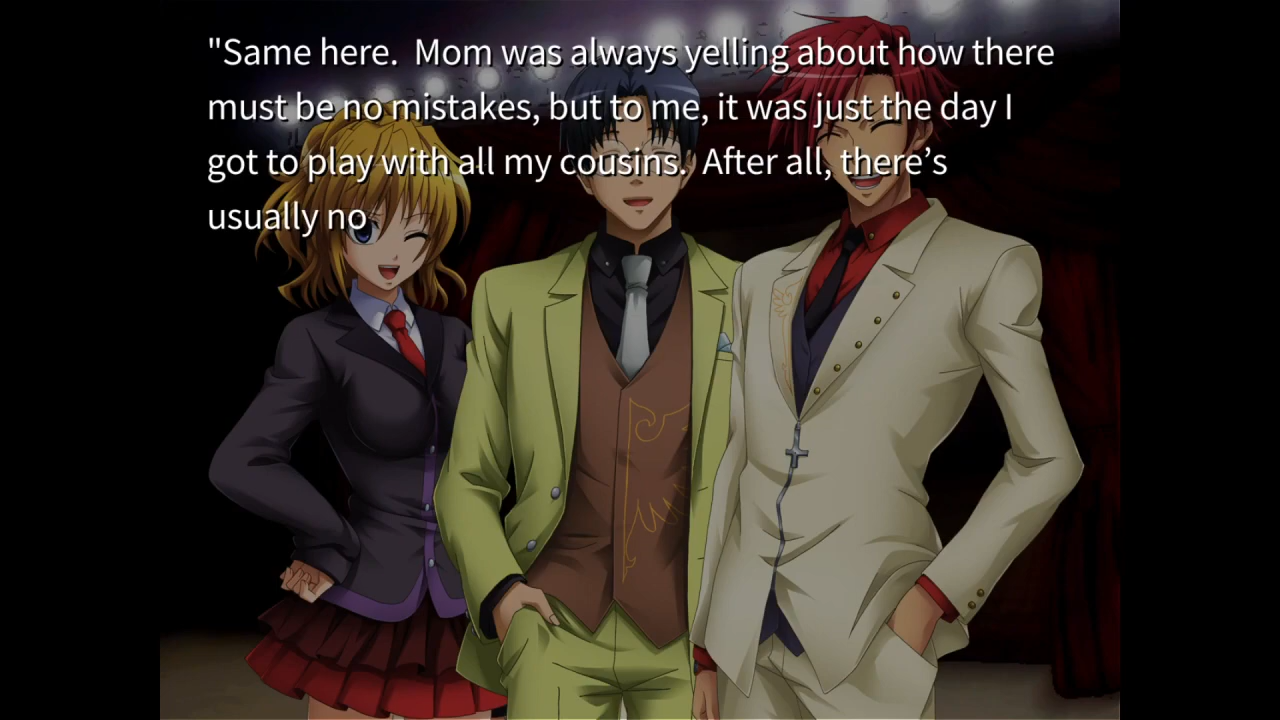 "Same here.  Mom was always yelling about how there
must be no mistakes, but to me, it was just the day I
got to play with all my cousins.  After all, there’s
usually no